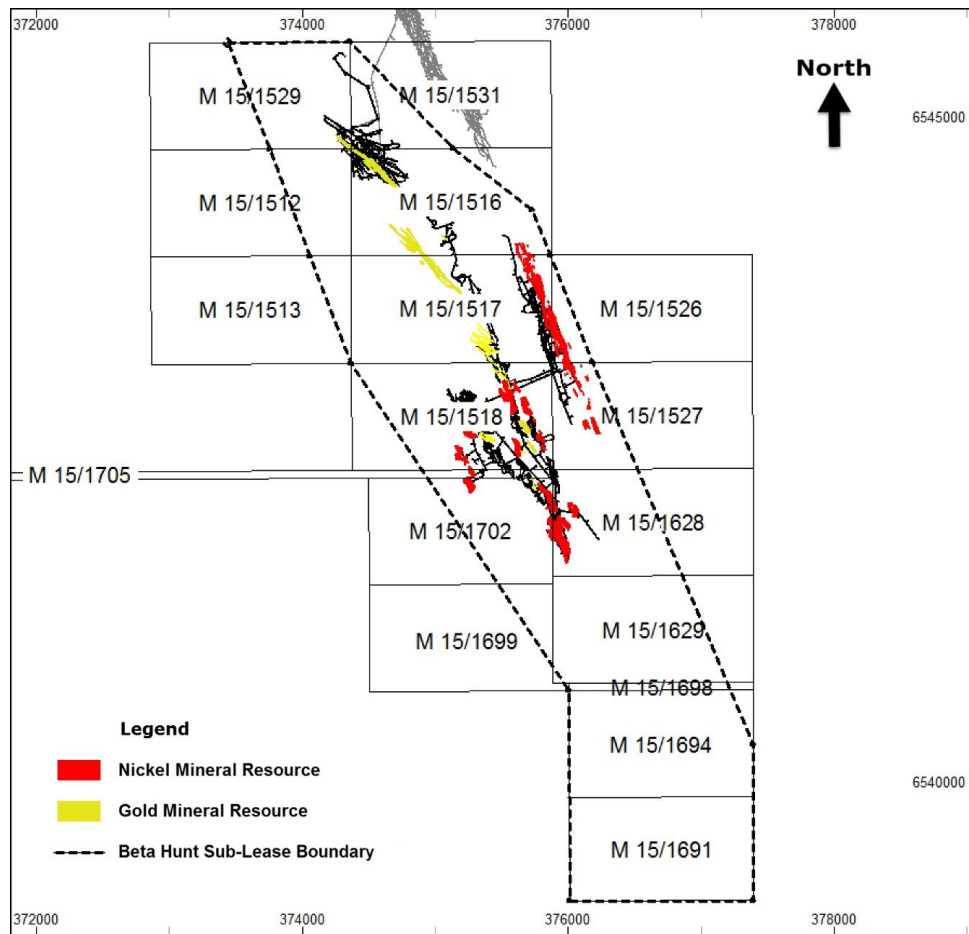 372000 374000 376000 378000
North
M 15/1529 M 15/1531
6545000
M 15/1512 M 15/1516
M 15/1513 M 15/1517 M 15/1526
M 15/1518 M 15/1527
M 15/1705
M 15/1702 M 15/1628
M 15/1699 M 15/1629
M 15/1698
Legend
M 15/1694
Nickel Mineral Resource
6540000
Gold Mineral Resource
Beta Hunt Sub-Lease Boundary
M 15/1691
372000 374000 376000 378000